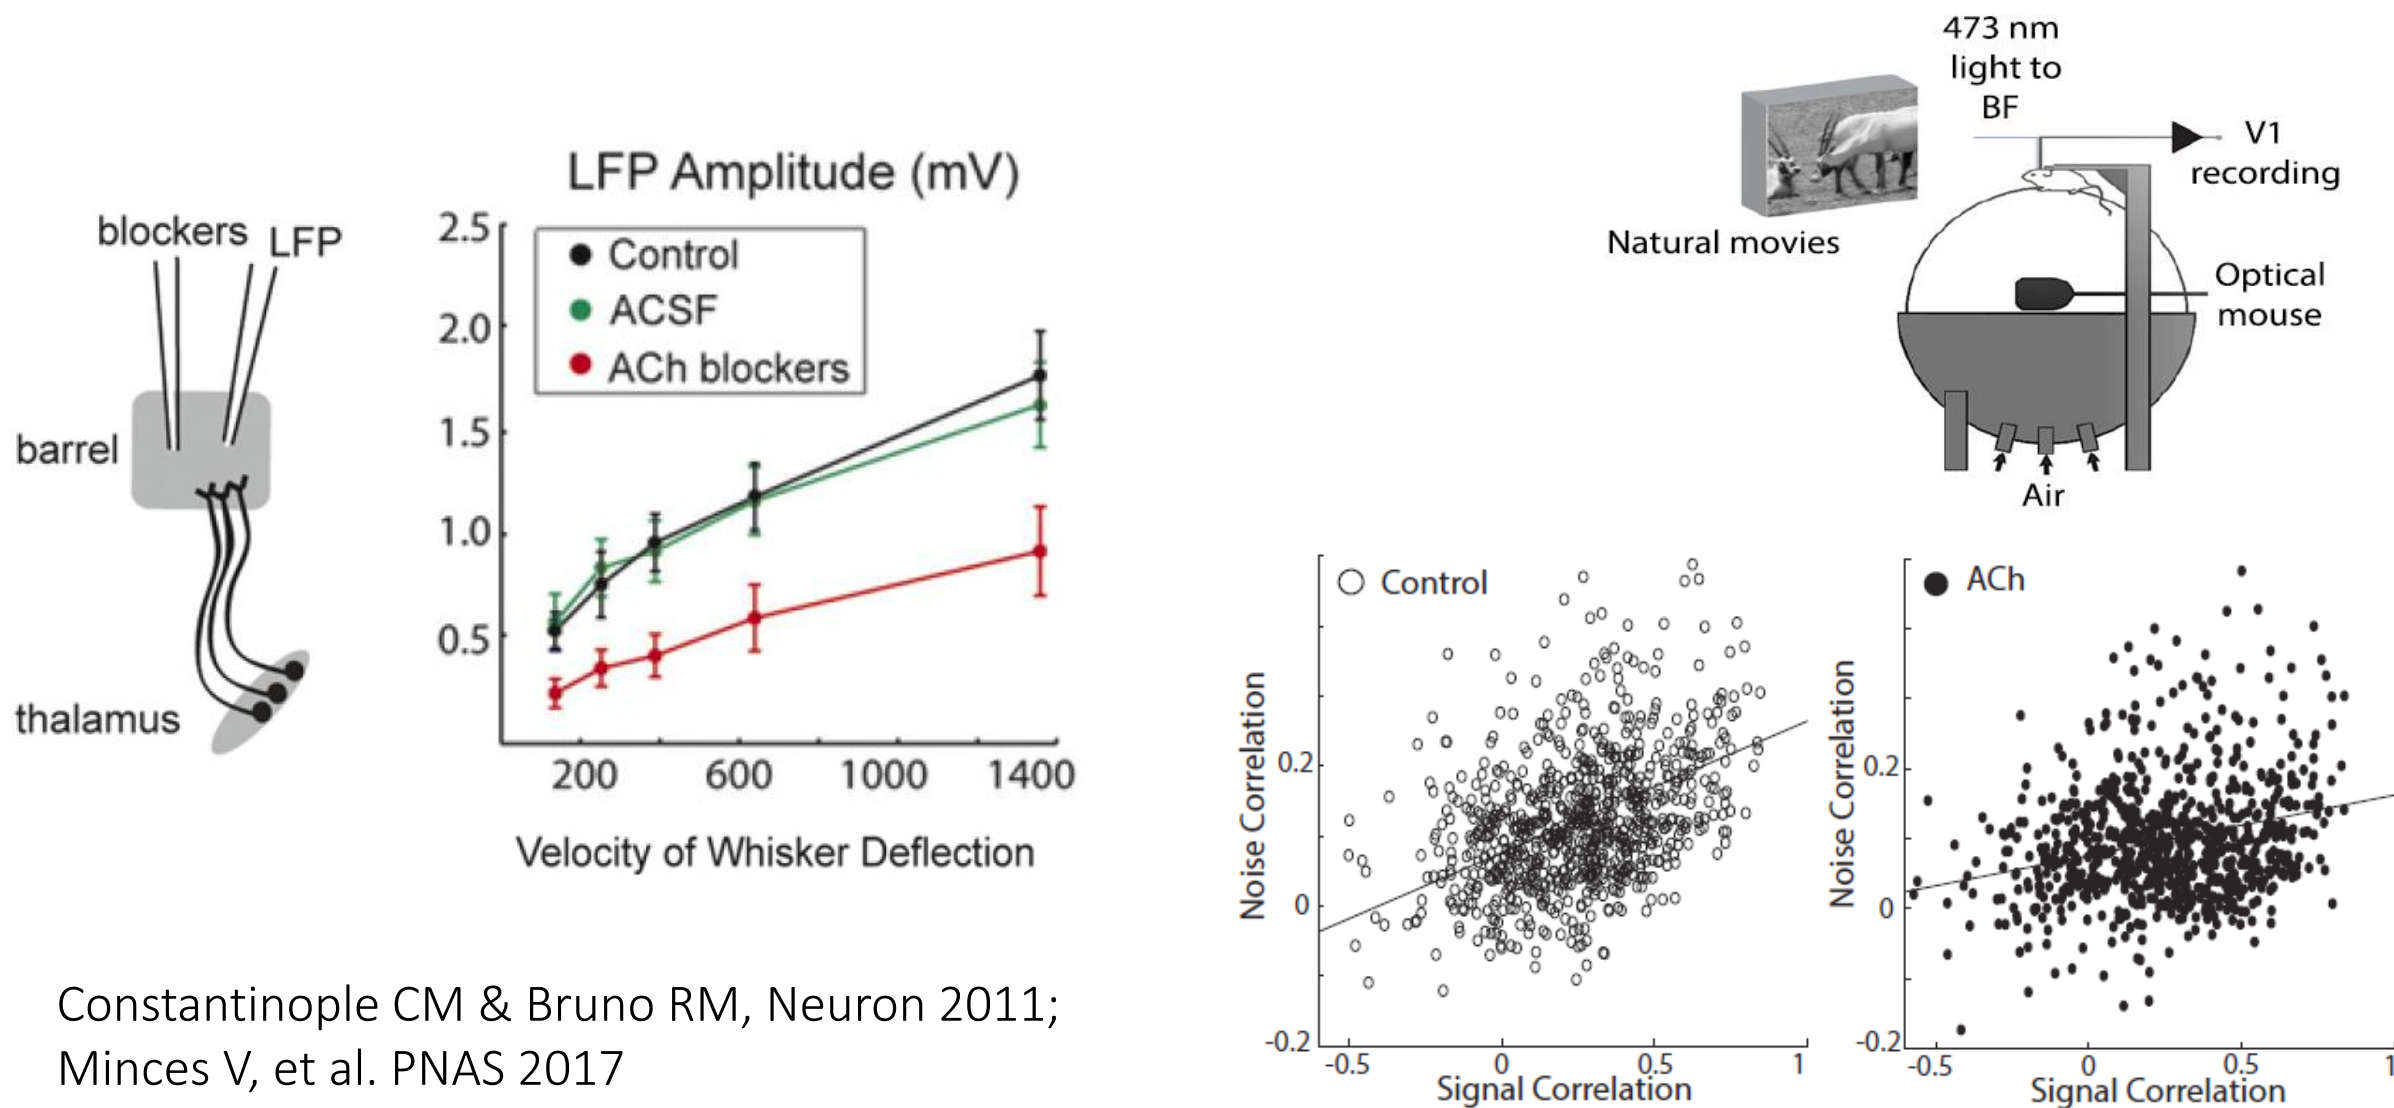 blockers
LFP
barrel
thalamus
LFP Amplitude (mV)
2.5
2.0
1.5
1.0
0.5
Control
ACSF
ACh blockers
200
600
1000
1400
Velocity of Whisker Deflection
473 nm
light to
BF
V1
recording
Natural movies
Optical
mouse
Air
Control
Noise Correlation
0.2
0
-0.2
-0.5
0
0.5
1
Signal Correlation
ACh
Noise Correlation
0.2
0
-0.2
-0.5
0
0.5
1
Signal Correlation
Constantinople CM & Bruno RM, Neuron 2011;
Minces V, et al. PNAS 2017